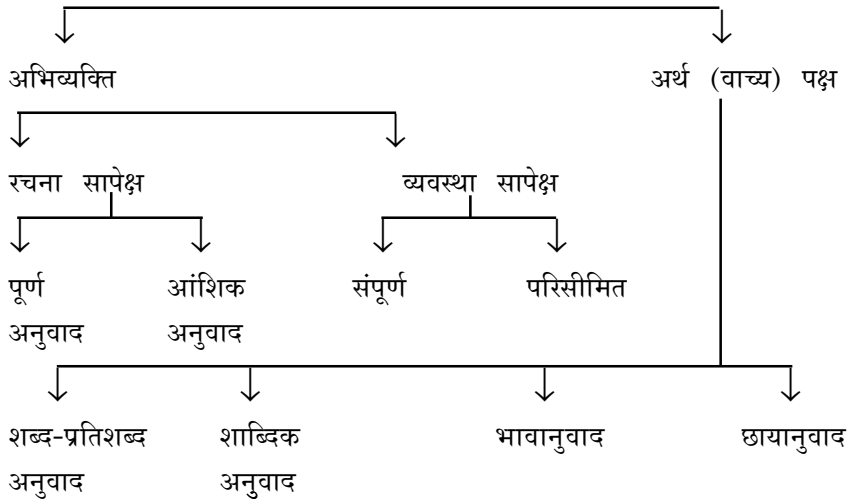 अभिव्यक्ति अर्थ (वाच्य) पक्ष
रचना सापेक्ष व्यवस्था सापेक्ष
पूर्ण आंशिक संपूर्ण परिसीमित
अनुवाद अनुवाद
शब्द-प्रतिशब्द शाब्दिक भावानुवाद छायानुवाद
अनुवाद अनुवाद